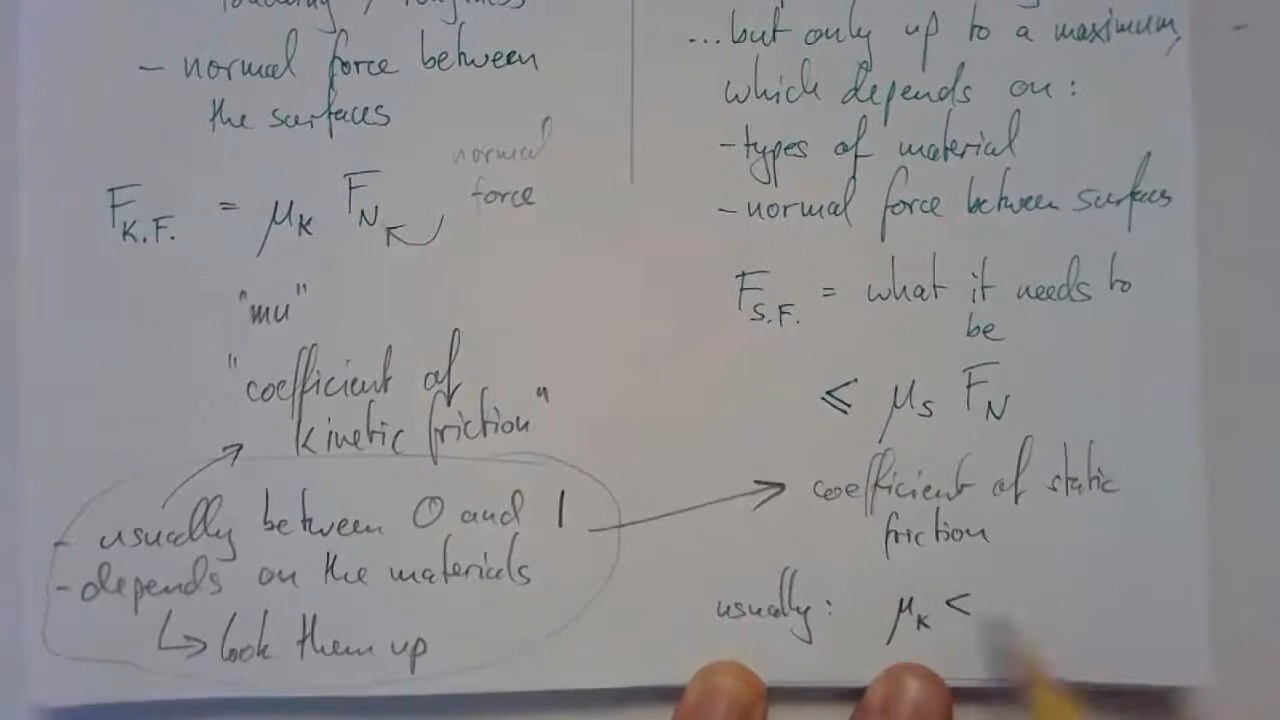 - normal force between
the surfaces
F K.F. = μK FN
normal
force
"mu"
"coefficient of
kinetic friction"
- usually between 0 and 1
- depends on the materials
↳ look them up
...but only up to a maximum,
which depends on:
- types of material
- normal force between surfaces
F S.F. = what it needs to
be
≤ μS FN
coefficient of static
friction
usually: μK <